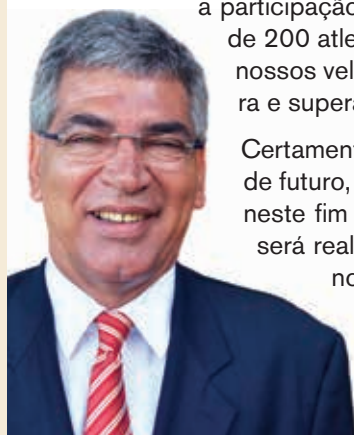 a participação
de 200 atle
nossos vel
ra e supera
Certament
de futuro,
neste fim
será real
no